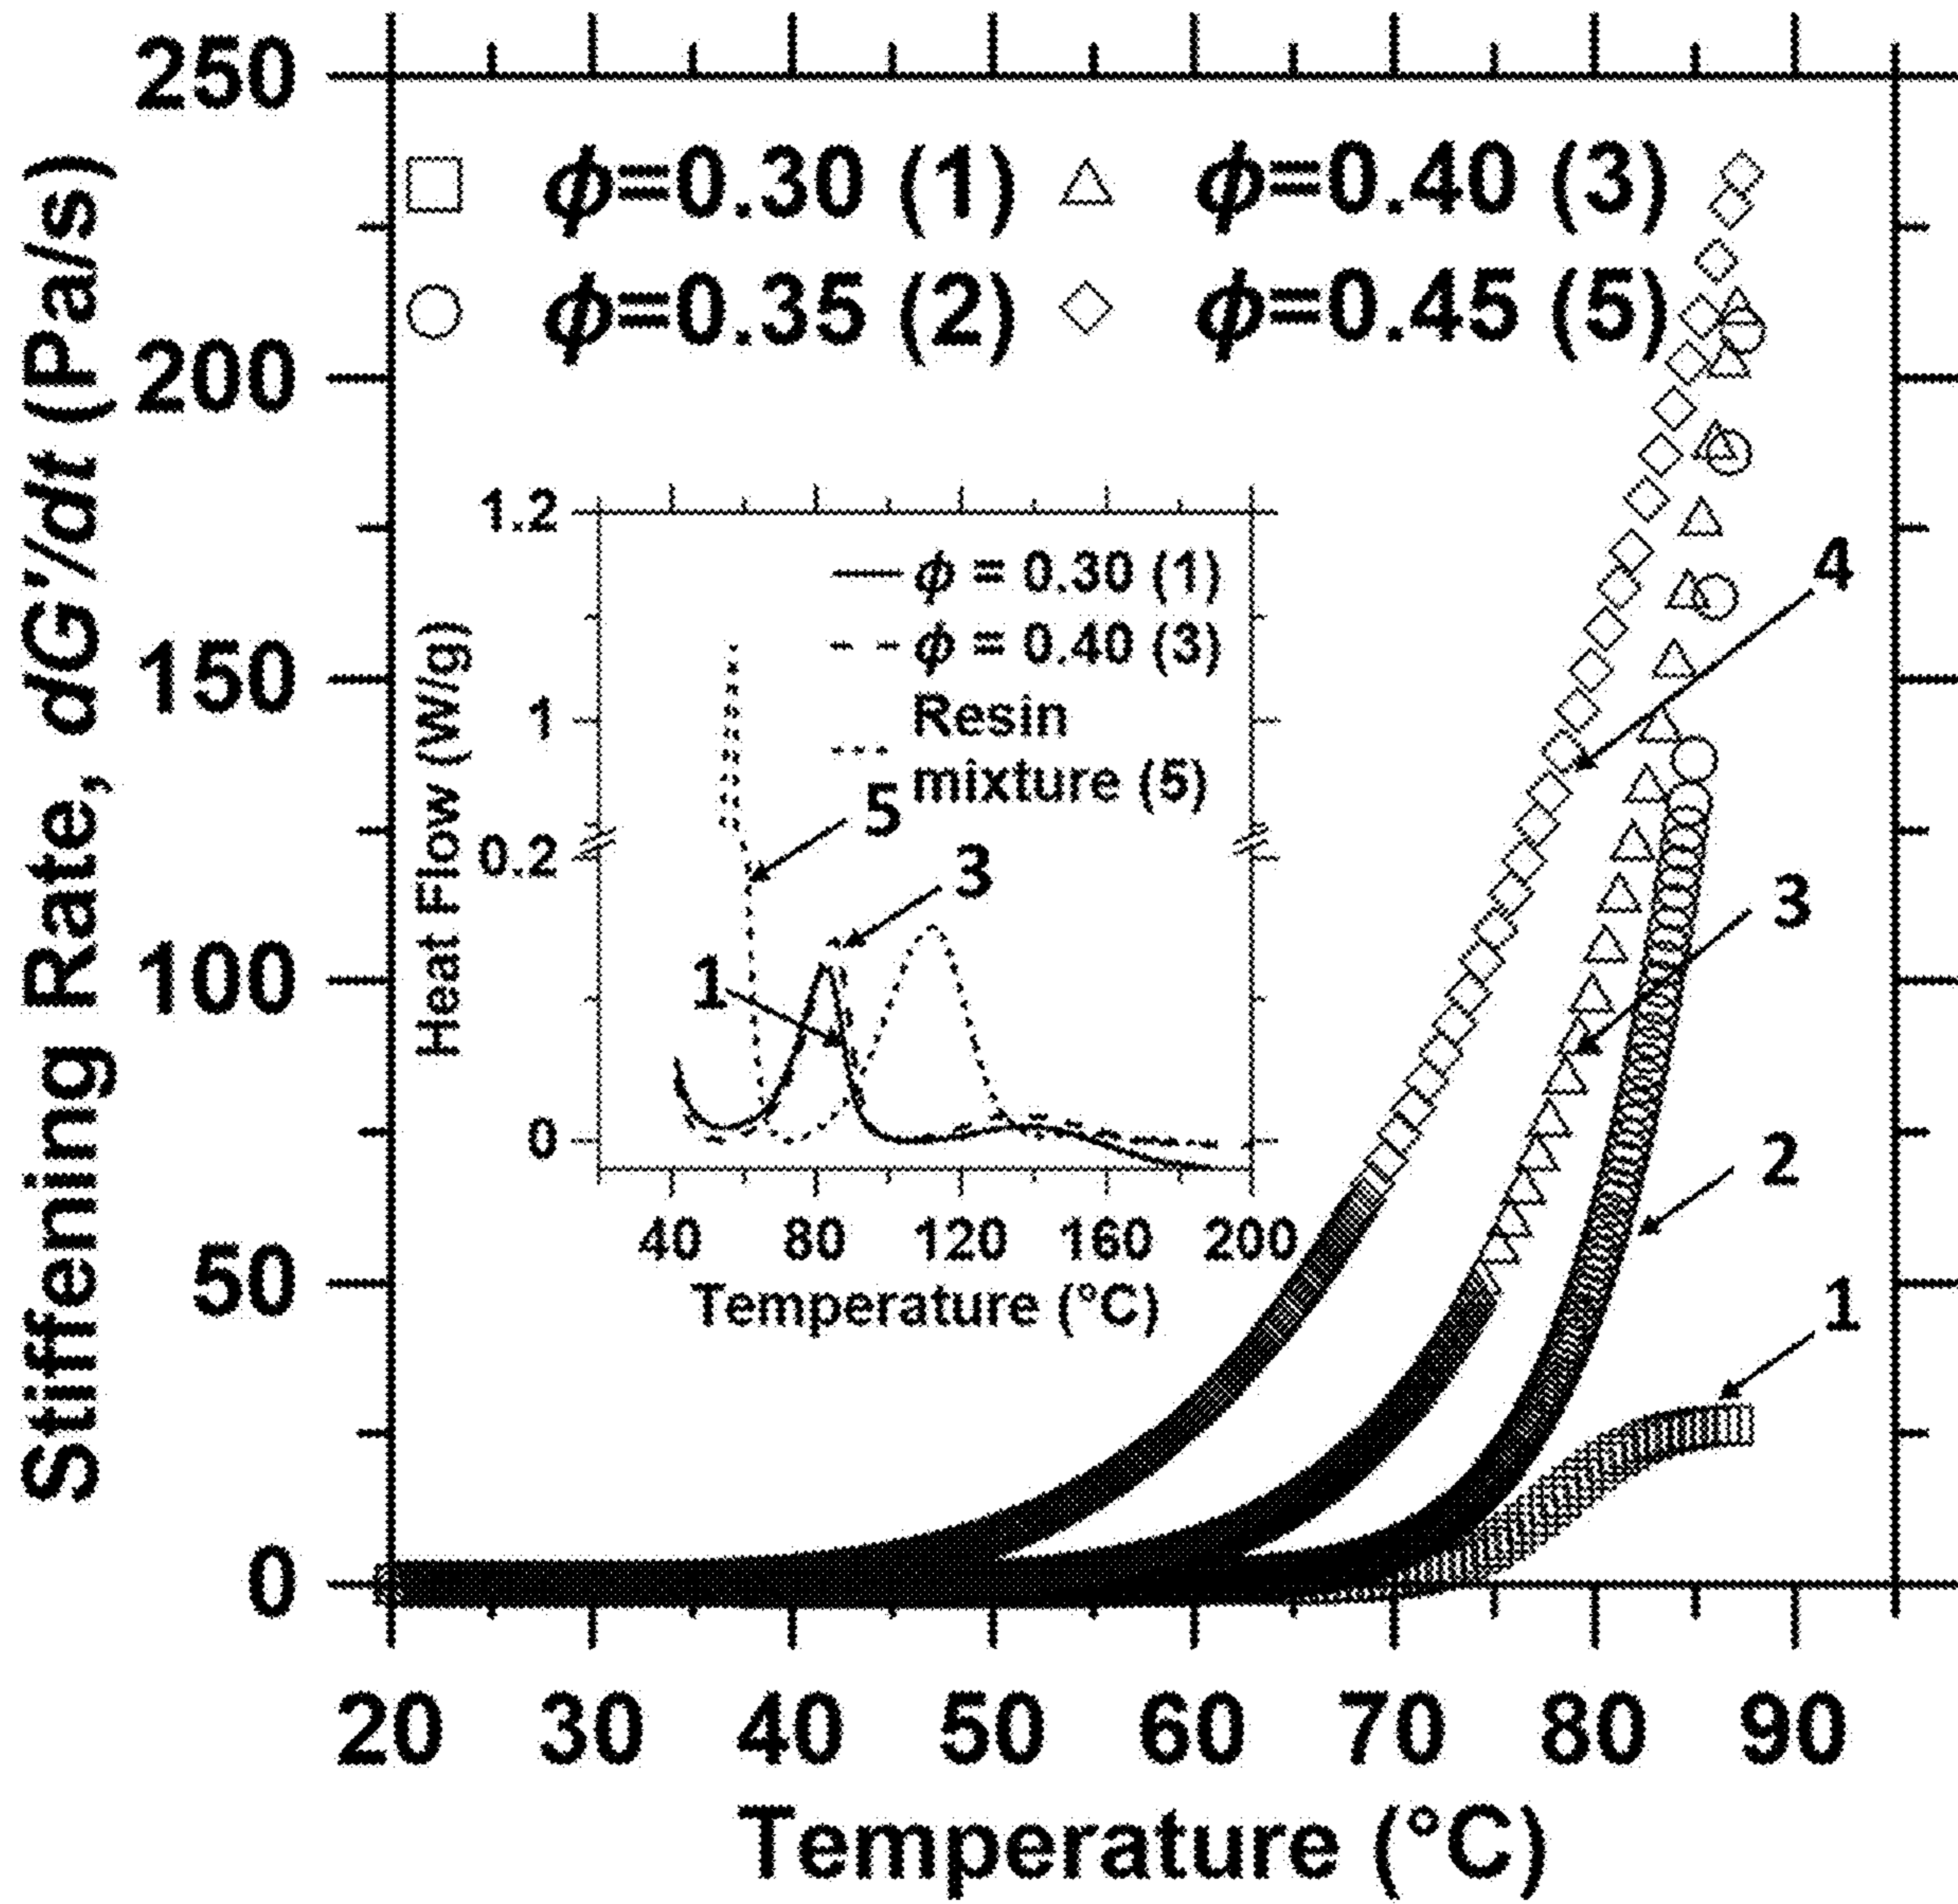 Stiffening Rate, dG'/dt (Pa/s)
250
200
150
100
50
0
ϕ=0.30 (1)
ϕ=0.40 (3)
ϕ=0.35 (2)
ϕ=0.45 (5)
4
3
2
1
Heat Flow (W/g)
1.2
1
0.2
0
ϕ = 0.30 (1)
ϕ = 0.40 (3)
Resin
mixture (5)
5
3
1
40 80 120 160 200
Temperature (°C)
20 30 40 50 60 70 80 90
Temperature (°C)